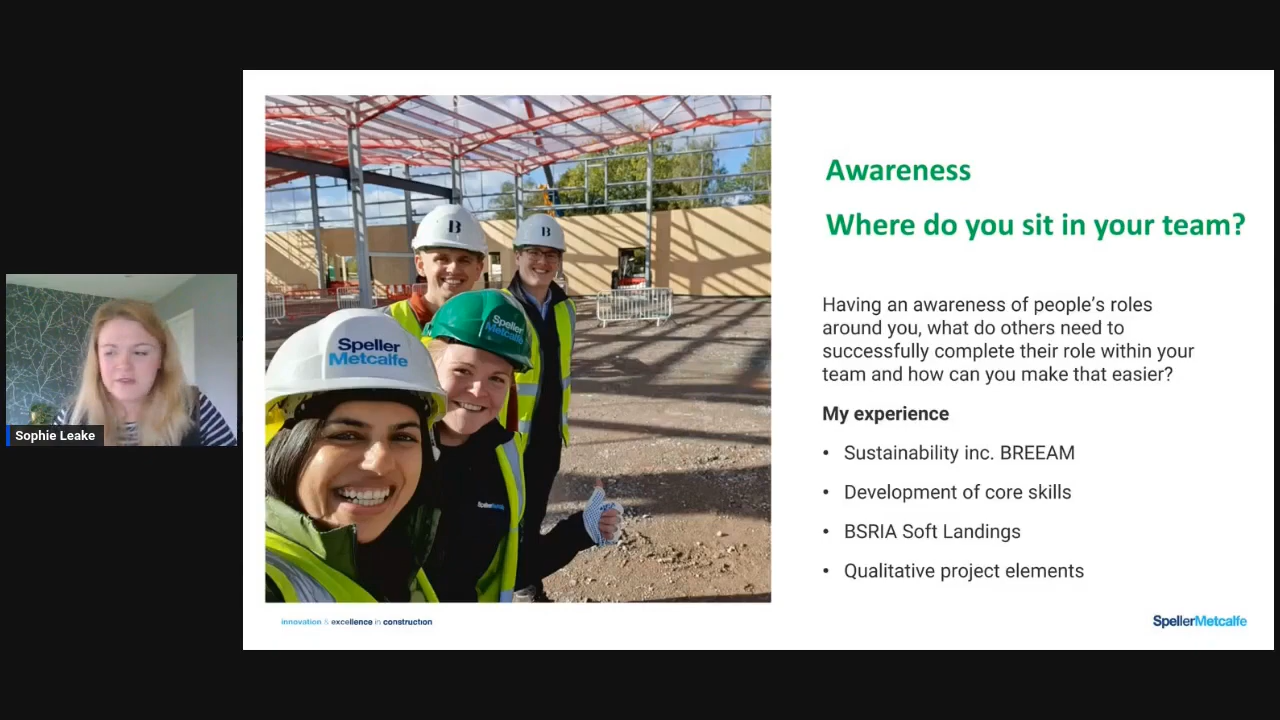 Awareness
Where do you sit in your team?
Having an awareness of people's roles
around you, what do others need to
successfully complete their role within your
team and how can you make that easier?
My experience
• Sustainability inc. BREEAM
• Development of core skills
• BSRIA Soft Landings
• Qualitative project elements
B
B
Speller
Metcalfe
Speller
Metcalfe
SpellerMetcalfe
Sophie Leake
innovation & excellence in construction
SpellerMetcalfe